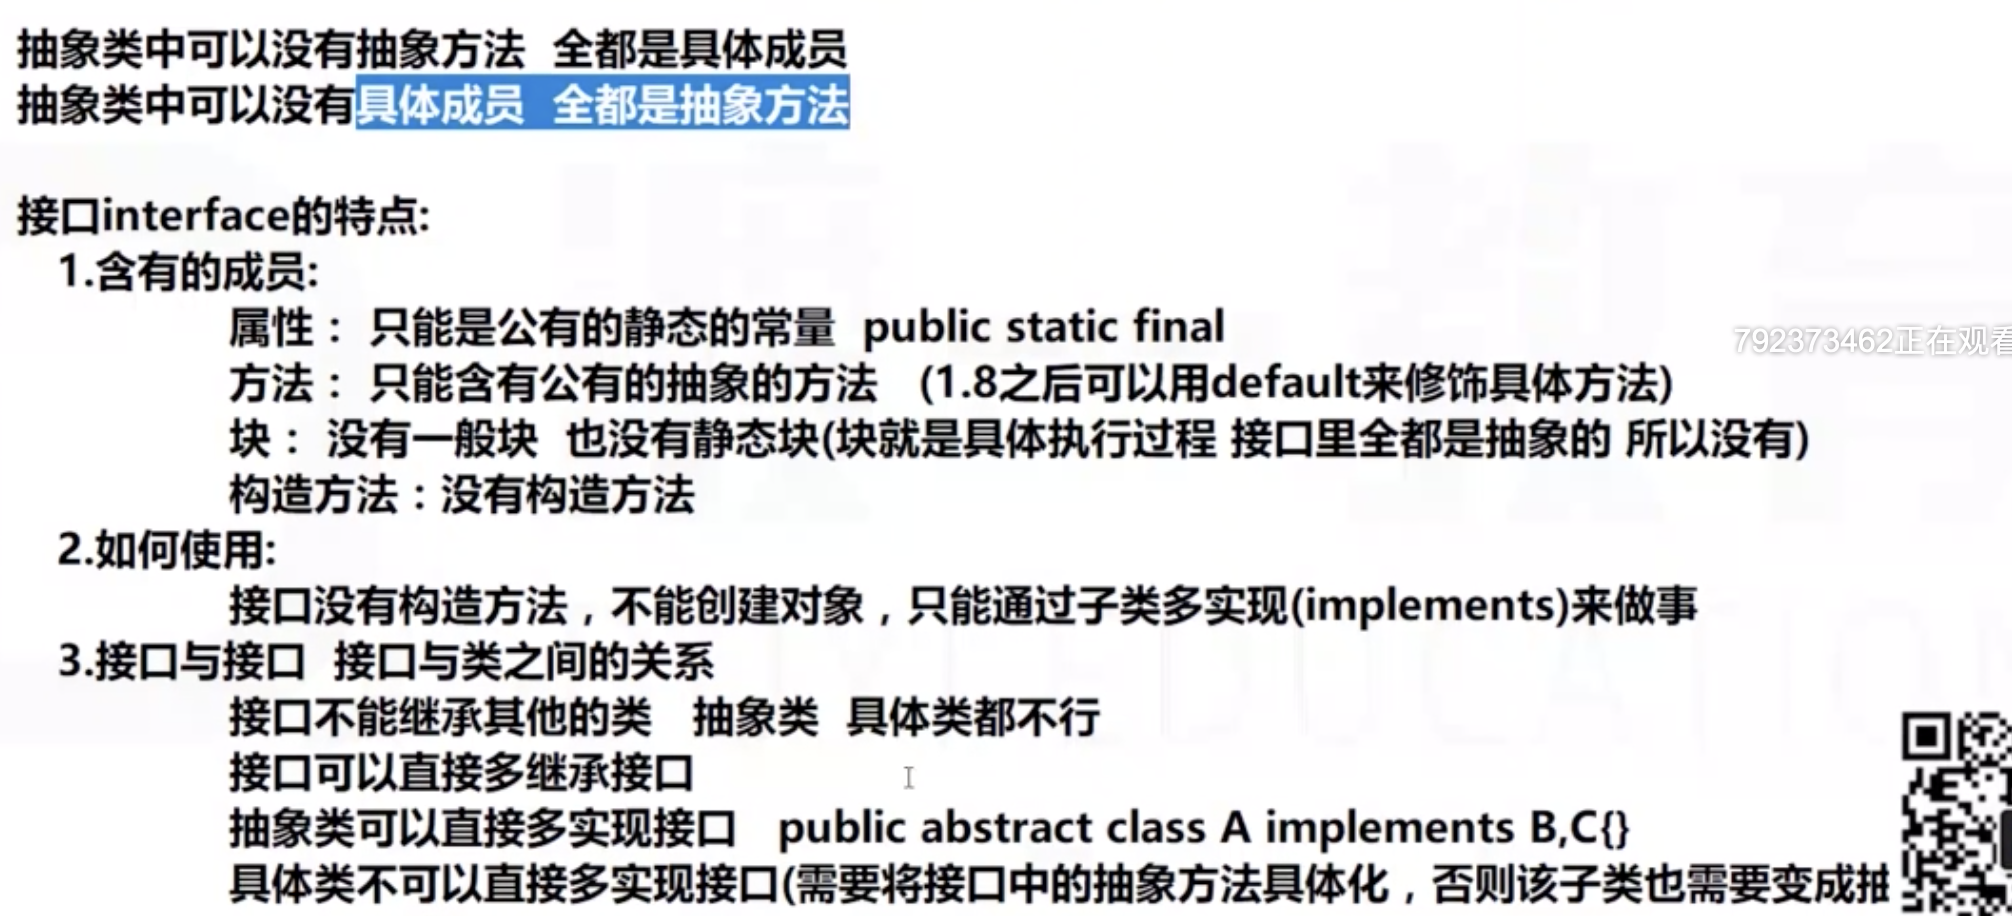 抽象类中可以没有抽象方法  全都是具体成员
抽象类中可以没有具体成员  全都是抽象方法
接口interface的特点:
1.含有的成员:
属性： 只能是公有的静态的常量  public static final
792373462正在观看
方法： 只能含有公有的抽象的方法   (1.8之后可以用default来修饰具体方法)
块： 没有一般块  也没有静态块(块就是具体执行过程 接口里全都是抽象的 所以没有)
构造方法：没有构造方法
2.如何使用:
接口没有构造方法，不能创建对象，只能通过子类多实现(implements)来做事
3.接口与接口  接口与类之间的关系
接口不能继承其他的类   抽象类  具体类都不行
接口可以直接多继承接口
抽象类可以直接多实现接口   public abstract class A implements B,C{}
具体类不可以直接多实现接口(需要将接口中的抽象方法具体化，否则该子类也需要变成抽